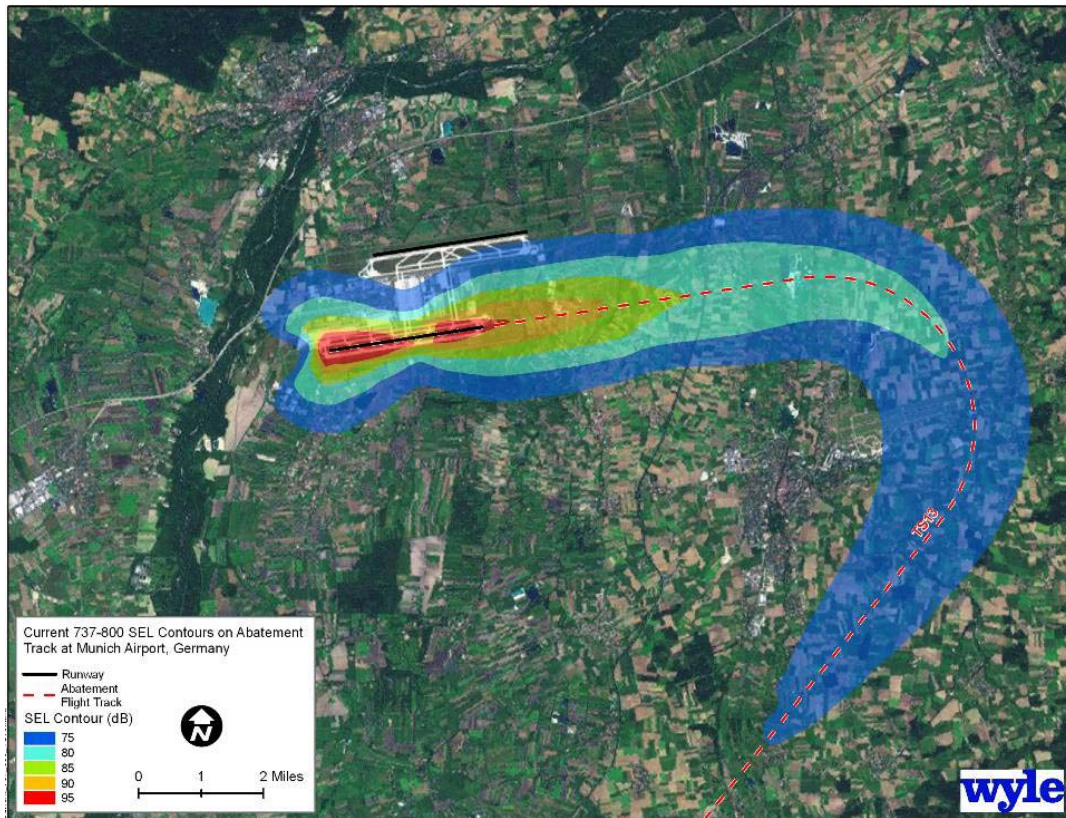 TS13
Current 737-800 SEL Contours on Abatement
Track at Munich Airport, Germany
Runway
Abatement
Flight Track
SEL Contour (dB)
75
80
85
90
95
N
0 1 2 Miles
wyle